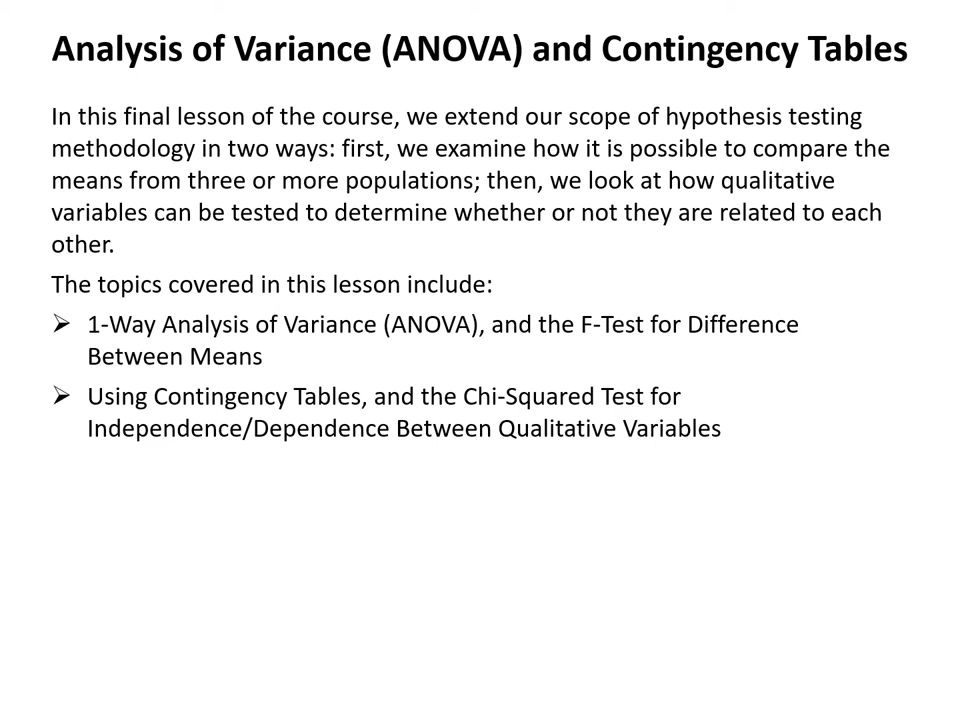 Analysis of Variance (ANOVA) and Contingency Tables
In this final lesson of the course, we extend our scope of hypothesis testing
methodology in two ways: first, we examine how it is possible to compare the
means from three or more populations; then, we look at how qualitative
variables can be tested to determine whether or not they are related to each
other.
The topics covered in this lesson include:
➢ 1-Way Analysis of Variance (ANOVA), and the F-Test for Difference
Between Means
➢ Using Contingency Tables, and the Chi-Squared Test for
Independence/Dependence Between Qualitative Variables